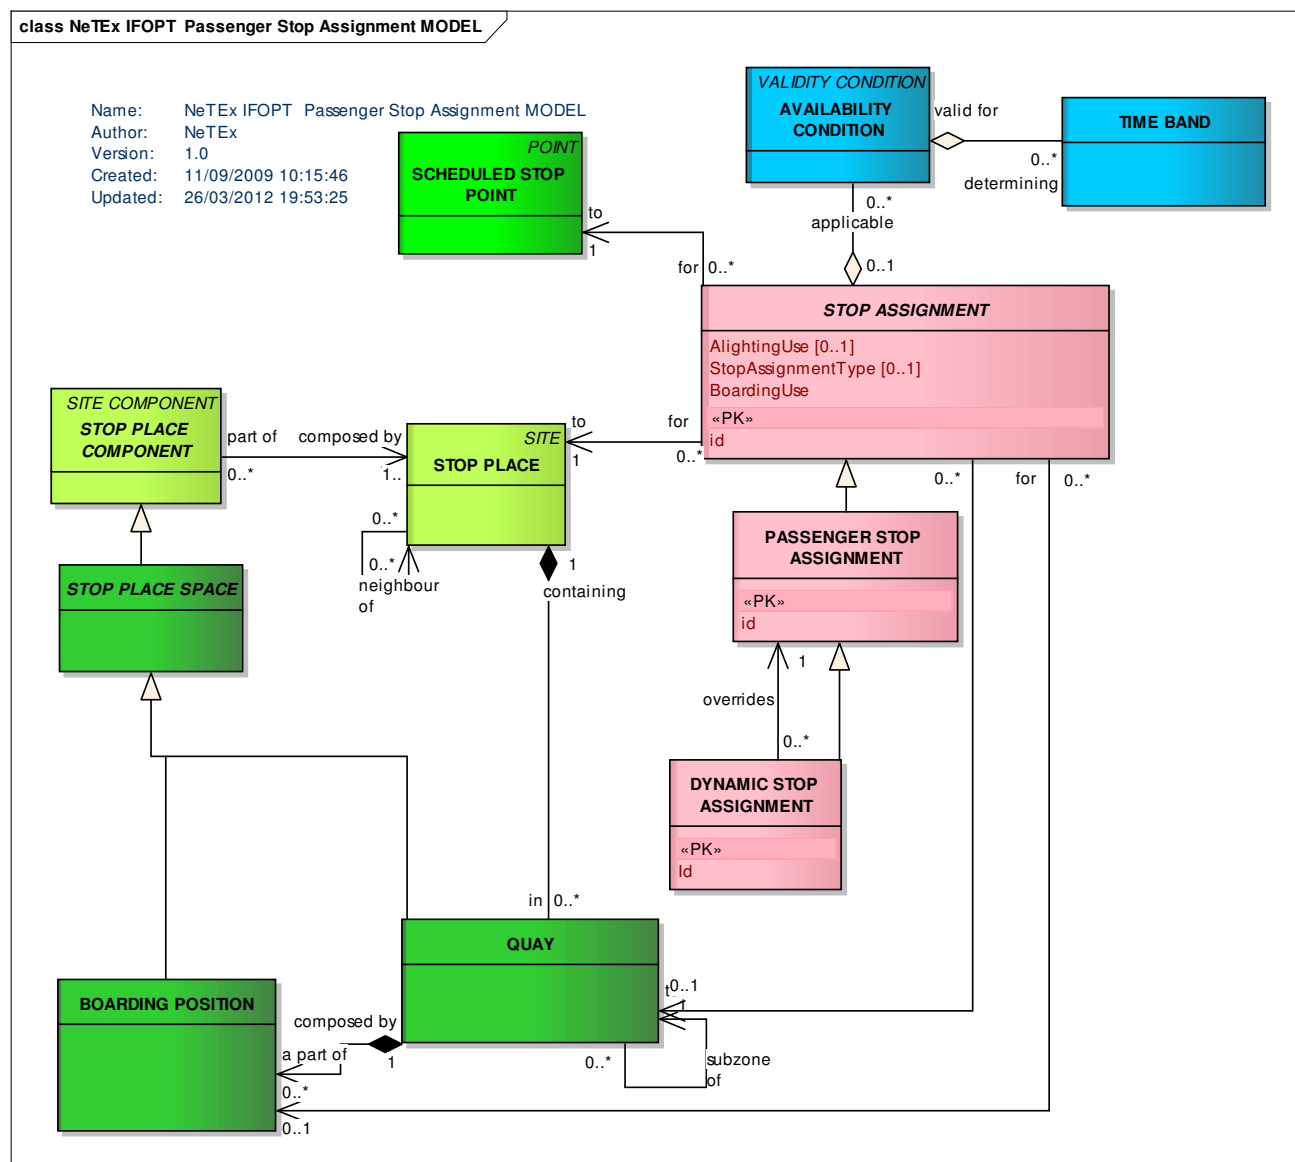 class NeTEx IFOPT  Passenger Stop Assignment MODEL
Name: NeTEx IFOPT  Passenger Stop Assignment MODEL
Author: NeTEx
Version: 1.0
Created: 11/09/2009 10:15:46
Updated: 26/03/2012 19:53:25
POINT
SCHEDULED STOP
POINT
VALIDITY CONDITION
AVAILABILITY
CONDITION
valid for
0..*
determining
TIME BAND
0..*
applicable
0..1
to
1
for 0..*
STOP ASSIGNMENT
AlightingUse [0..1]
StopAssignmentType [0..1]
BoardingUse
«PK»
id
SITE COMPONENT
STOP PLACE
COMPONENT
part of
0..*
composed by
1..
SITE
STOP PLACE
to
1
for
0..*
0..*
for
0..*
0..*
0..*
neighbour
of
1
containing
STOP PLACE SPACE
PASSENGER STOP
ASSIGNMENT
«PK»
id
1
overrides
0..*
DYNAMIC STOP
ASSIGNMENT
«PK»
Id
in 0..*
QUAY
0..1
0..*
subzone
of
BOARDING POSITION
composed by
1
a part of
0..*
0..1